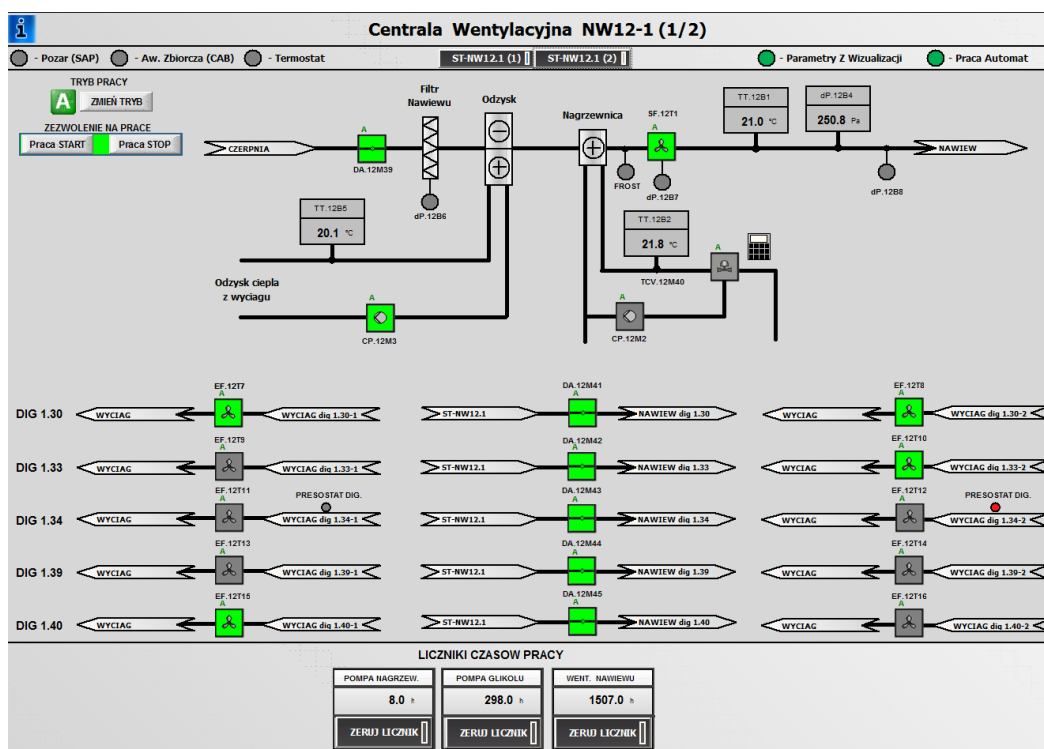 i
Centrala Wentylacyjna NW12-1 (1/2)
- Pozar (SAP) - Aw. Zbiorcza (CAB) - Termostat ST-NW12.1 (1) ST-NW12.1 (2) - Parametry Z Wizualizacji - Praca Automat
TRYB PRACY
A ZMIEŃ TRYB
ZEZWOLENIE NA PRACE
Praca START Praca STOP
Filtr
Nawiewu
Odzysk
Nagrzewnica
SF.12T1
A
TT.12B1
21.0 °C
dP.12B4
250.8 Pa
CZERPNIA
A
DA.12M39
dP.12B6
FROST
dP.12B7
dP.12B8
NAWIEW
TT.12B5
20.1 °C
TT.12B2
21.8 °C
A
TCV.12M40
Odzysk ciepla
z wyciagu
A
CP.12M3
A
CP.12M2
EF.12T7 DA.12M41 EF.12T8
A A A
DIG 1.30 WYCIAG WYCIAG dig 1.30-1 ST-NW12.1 NAWIEW dig 1.30 WYCIAG WYCIAG dig 1.30-2
EF.12T9 DA.12M42 EF.12T10
A A A
DIG 1.33 WYCIAG WYCIAG dig 1.33-1 ST-NW12.1 NAWIEW dig 1.33 WYCIAG WYCIAG dig 1.33-2
EF.12T11 PRESOSTAT DIG. DA.12M43 EF.12T12 PRESOSTAT DIG.
A A A
DIG 1.34 WYCIAG WYCIAG dig 1.34-1 ST-NW12.1 NAWIEW dig 1.34 WYCIAG WYCIAG dig 1.34-2
EF.12T13 DA.12M44 EF.12T14
A A A
DIG 1.39 WYCIAG WYCIAG dig 1.39-1 ST-NW12.1 NAWIEW dig 1.39 WYCIAG WYCIAG dig 1.39-2
EF.12T15 DA.12M45 EF.12T16
A A A
DIG 1.40 WYCIAG WYCIAG dig 1.40-1 ST-NW12.1 NAWIEW dig 1.40 WYCIAG WYCIAG dig 1.40-2
LICZNIKI CZASOW PRACY
POMPA NAGRZEW. POMPA GLIKOLU WENT. NAWIEWU
8.0 h 298.0 h 1507.0 h
ZERUJ LICZNIK ZERUJ LICZNIK ZERUJ LICZNIK